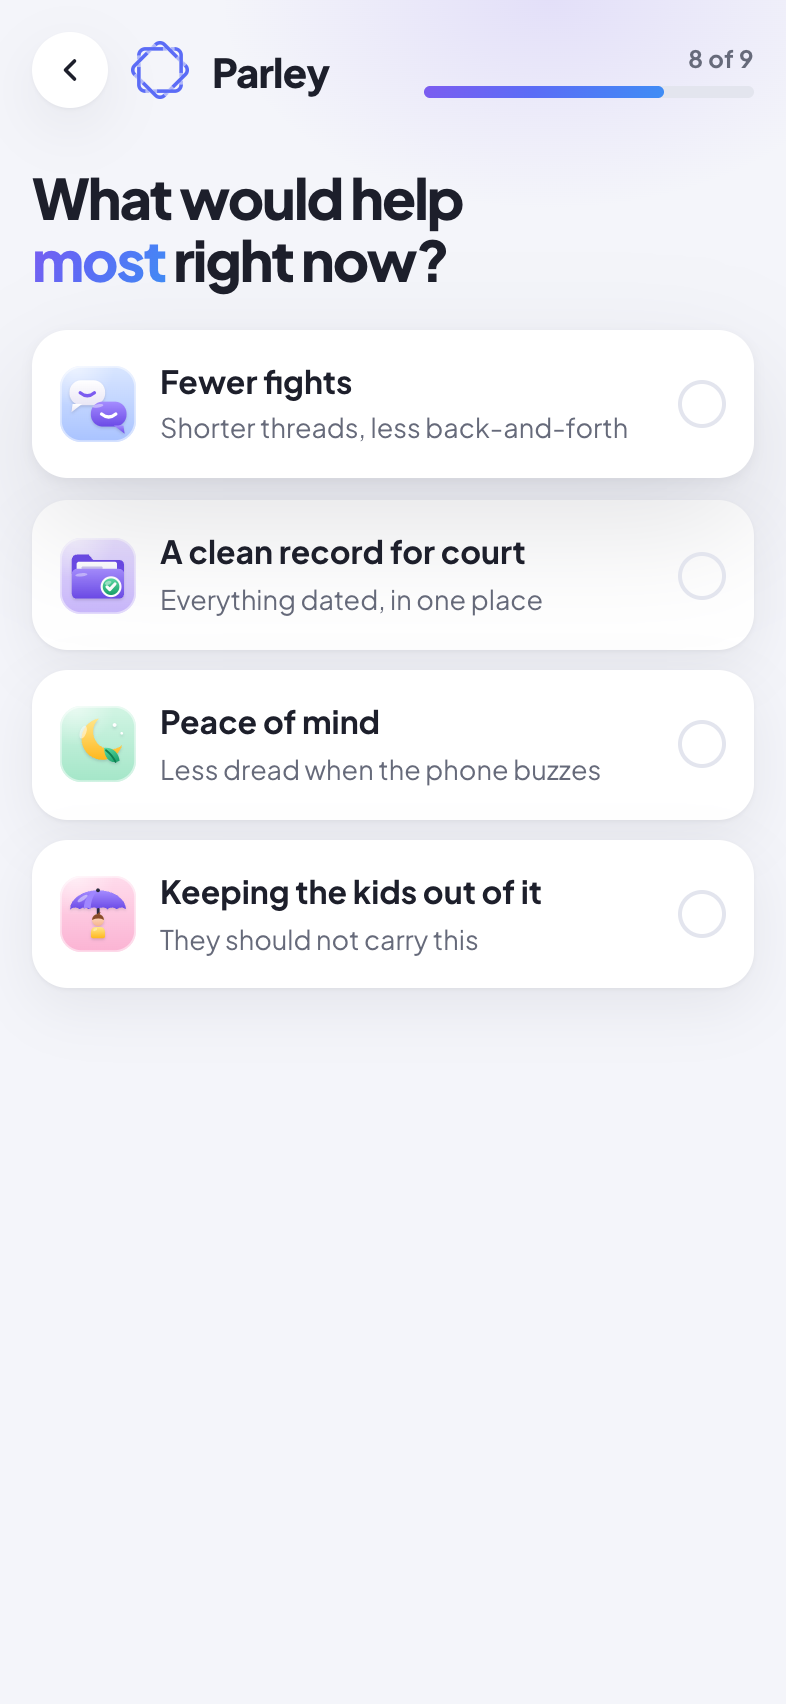 Parley
8 of 9
What would help
most right now?
Fewer fights
Shorter threads, less back-and-forth
A clean record for court
Everything dated, in one place
Peace of mind
Less dread when the phone buzzes
Keeping the kids out of it
They should not carry this